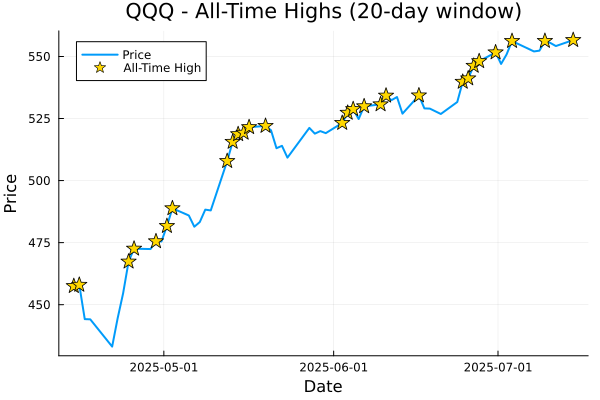 QQQ - All-Time Highs (20-day window)
Price
All-Time High
550
525
500
475
450
Price
2025-05-01
2025-06-01
2025-07-01
Date